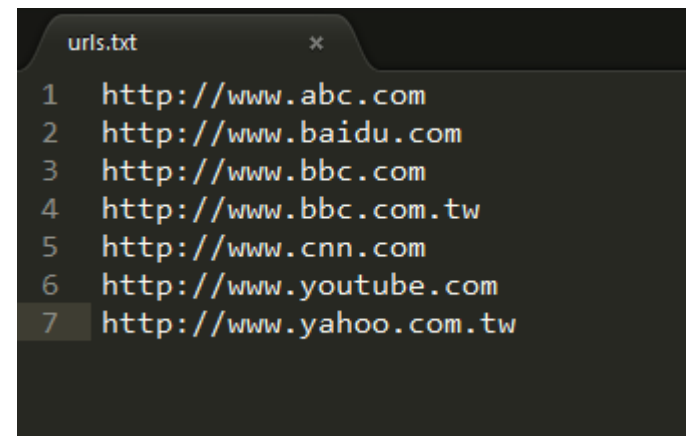 urls.txt ×
1 http://www.abc.com
2 http://www.baidu.com
3 http://www.bbc.com
4 http://www.bbc.com.tw
5 http://www.cnn.com
6 http://www.youtube.com
7 http://www.yahoo.com.tw